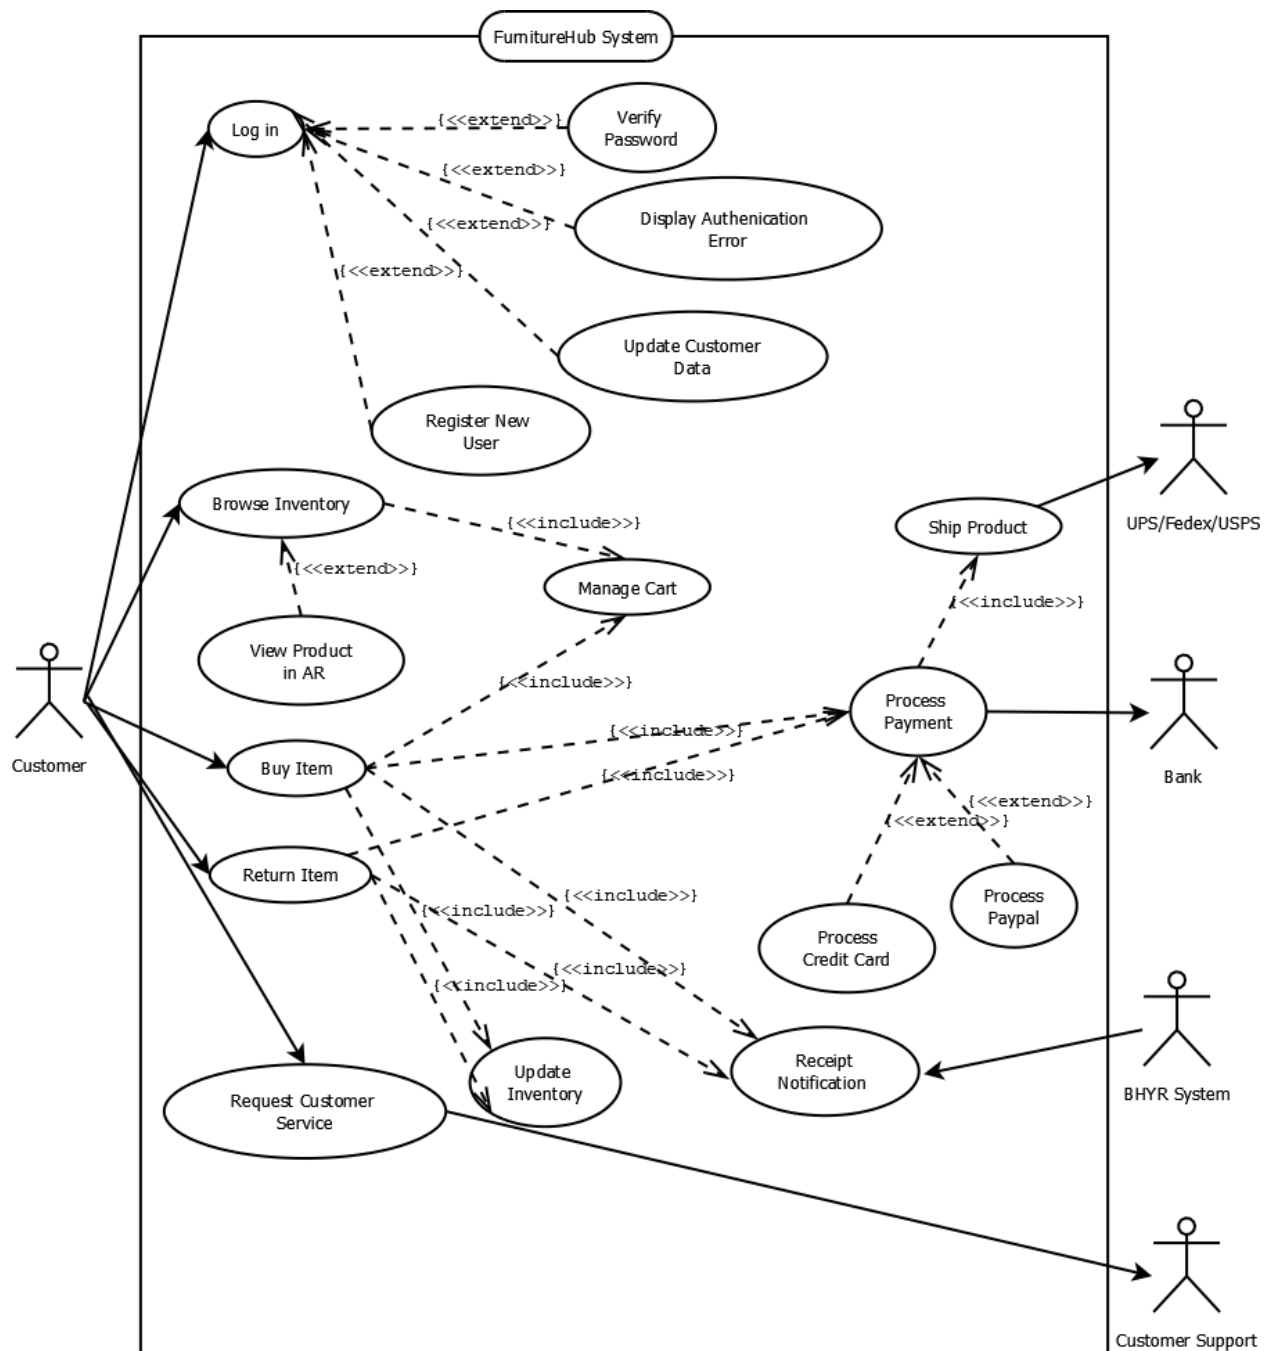 FurnitureHub System
Log in
{<<extend>>}
Verify
Password
{<<extend>>}
Display Authenication
Error
{<<extend>>}
{<<extend>>}
Update Customer
Data
Register New
User
Browse Inventory
{<<include>>}
Ship Product
UPS/Fedex/USPS
{<<extend>>}
Manage Cart
{<<include>>}
View Product
in AR
{<<include>>}
Process
Payment
Customer
Buy Item
{<<include>>}
Bank
{<<include>>}
{<<extend>>}
{<<extend>>}
Return Item
{<<include>>}
{<<include>>}
Process
Paypal
Process
Credit Card
{<<include>>}
{<<include>>}
Update
Inventory
Receipt
Notification
BHYR System
Request Customer
Service
Customer Support